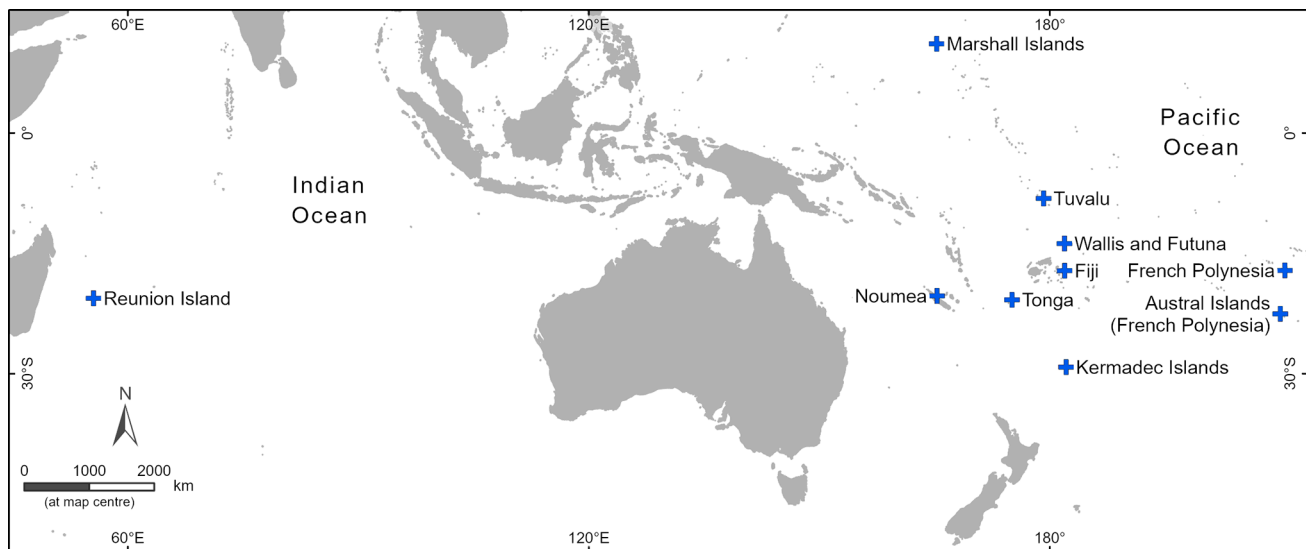 60°E
120°E
180°
Marshall Islands
Pacific
Ocean
0°
0°
Indian
Ocean
Tuvalu
Wallis and Futuna
Fiji
French Polynesia
Reunion Island
Noumea
Tonga
Austral Islands
(French Polynesia)
30°S
30°S
Kermadec Islands
N
0 1000 2000
km
(at map centre)
60°E
120°E
180°